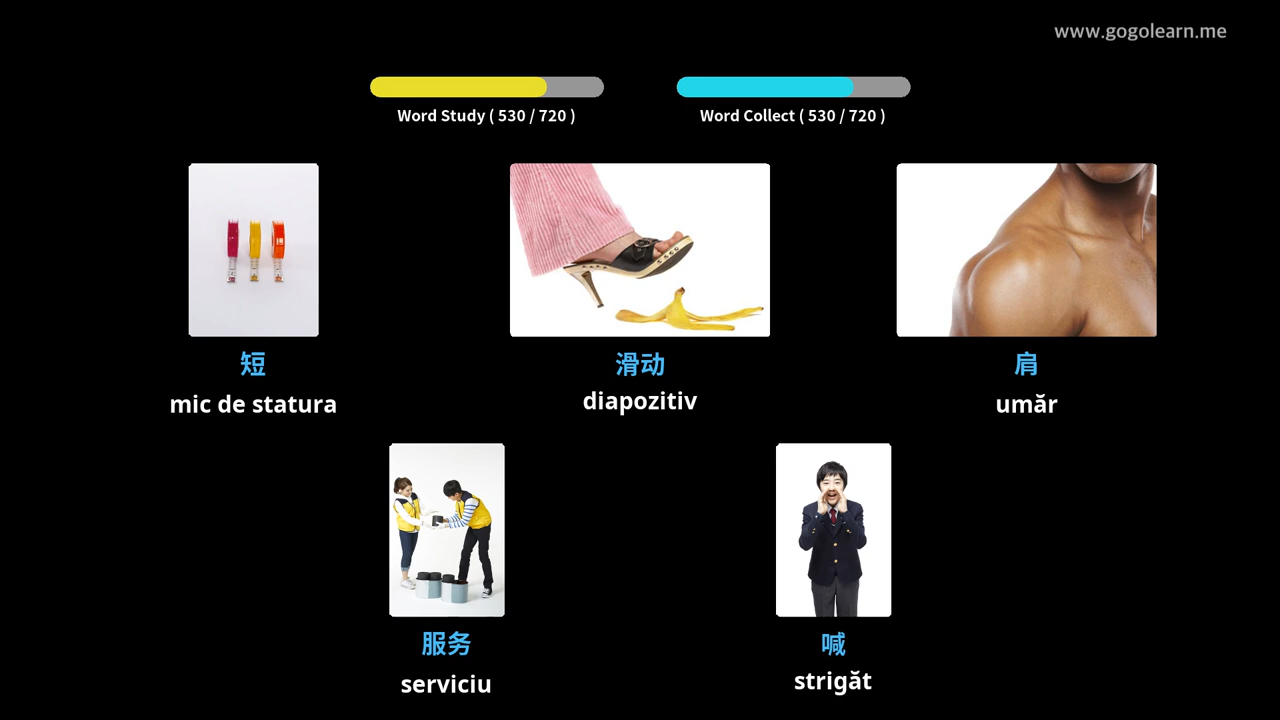 www.gogolearn.me
Word Study ( 530 / 720 )
Word Collect ( 530 / 720 )
短
滑动
肩
mic de statura
diapozitiv
umăr
服务
喊
serviciu
strigăt